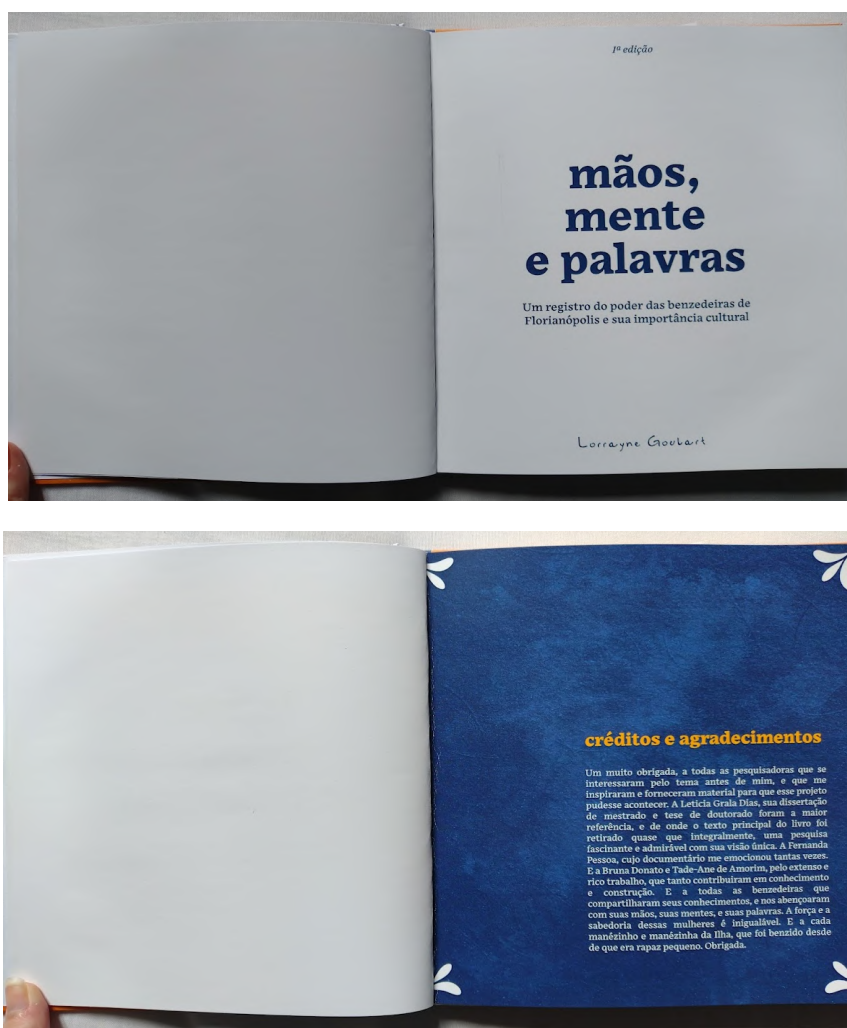 1ª edição
mãos,
mente
e palavras
Um registro do poder das benzedeiras de
Florianópolis e sua importância cultural
Lorrayne Goulart
créditos e agradecimentos
Um muito obrigada, a todas as pesquisadoras que se
interessaram pelo tema antes de mim, e que me
inspiraram e forneceram material para que esse projeto
pudesse acontecer. A Leticia Grala Dias, sua dissertação
de mestrado e tese de doutorado foram a maior
referência, e de onde o texto principal do livro foi
retirado quase que integralmente, uma pesquisa
fascinante e admirável com sua visão única. A Fernanda
Pessoa, cujo documentário me emocionou tantas vezes.
E a Bruna Donato e Tade-Ane de Amorim, pelo extenso e
rico trabalho, que tanto contribuiram em conhecimento
e construção. E a todas as benzedeiras que
compartilharam seus conhecimentos, e nos abençoaram
com suas mãos, suas mentes, e suas palavras. A força e a
sabedoria dessas mulheres é inigualável. E a cada
manézinho e manézinha da Ilha, que foi benzido desde
de que era rapaz pequeno. Obrigada.